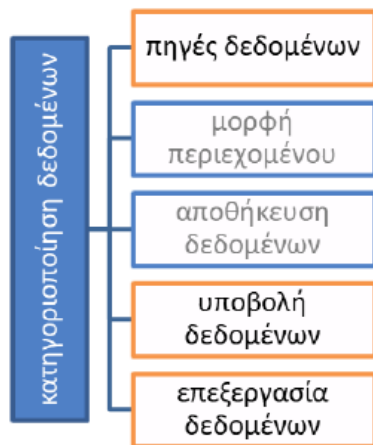 κατηγοριοποίηση δεδομένων
πηγές δεδομένων
μορφή
περιεχομένου
αποθήκευση
δεδομένων
υποβολή
δεδομένων
επεξεργασία
δεδομένων